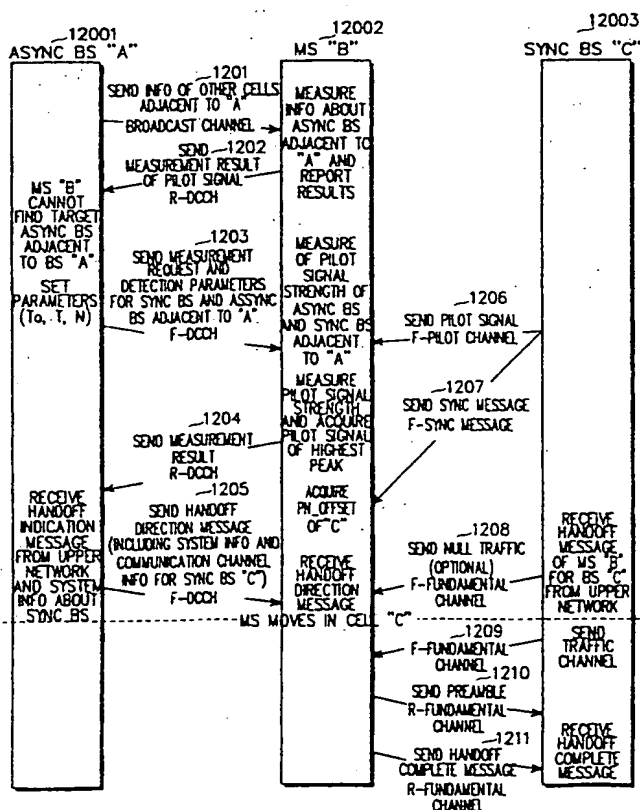 12001
ASYNC BS "A"
12002
MS "B"
12003
SYNC BS "C"
1201
SEND INFO OF OTHER CELLS
ADJACENT TO "A"
BROADCAST CHANNEL
MEASURE
INFO ABOUT
ASYNC BS
ADJACENT TO
"A" AND
REPORT
RESULTS
SEND 1202
MEASUREMENT RESULT
OF PILOT SIGNAL
R-DCCH
MS "B"
CANNOT
FIND TARGET
ASYNC BS
ADJACENT
TO BS "A"
SET
PARAMETERS
(To, T, N)
1203
SEND MEASUREMENT
REQUEST AND
DETECTION PARAMETERS
FOR SYNC BS AND ASSYNC
BS ADJACENT TO "A"
F-DCCH
MEASURE
OF PILOT
SIGNAL
STRENGTH OF
ASYNC BS
AND SYNC BS
ADJACENT
TO "A"
1206
SEND PILOT SIGNAL
F-PILOT CHANNEL
MEASURE
PILOT SIGNAL
STRENGTH
AND ACQUIRE
PILOT SIGNAL
OF HIGHEST
PEAK
1207
SEND SYNC MESSAGE
F-SYNC MESSAGE
1204
SEND MEASUREMENT
RESULT
R-DCCH
ACQUIRE
PN_OFFSET
OF "C"
RECEIVE
HANDOFF
INDICATION
MESSAGE
FROM UPPER
NETWORK
AND SYSTEM
INFO ABOUT
SYNC BS
1205
SEND HANDOFF
DIRECTION MESSAGE
(INCLUDING SYSTEM INFO AND
COMMUNICATION CHANNEL
INFO FOR SYNC BS "C")
F-DCCH
RECEIVE
HANDOFF
DIRECTION
MESSAGE
1208
SEND NULL TRAFFIC
(OPTIONAL)
F-FUNDAMENTAL
CHANNEL
RECEIVE
HANDOFF
MESSAGE
OF MS "B"
FOR BS "C"
FROM UPPER
NETWORK
MS MOVES IN CELL "C"
1209
F-FUNDAMENTAL
CHANNEL
SEND
TRAFFIC
CHANNEL
1210
SEND PREAMBLE
R-FUNDAMENTAL
CHANNEL
1211
SEND HANDOFF
COMPLETE MESSAGE
R-FUNDAMENTAL
CHANNEL
RECEIVE
HANDOFF
COMPLETE
MESSAGE